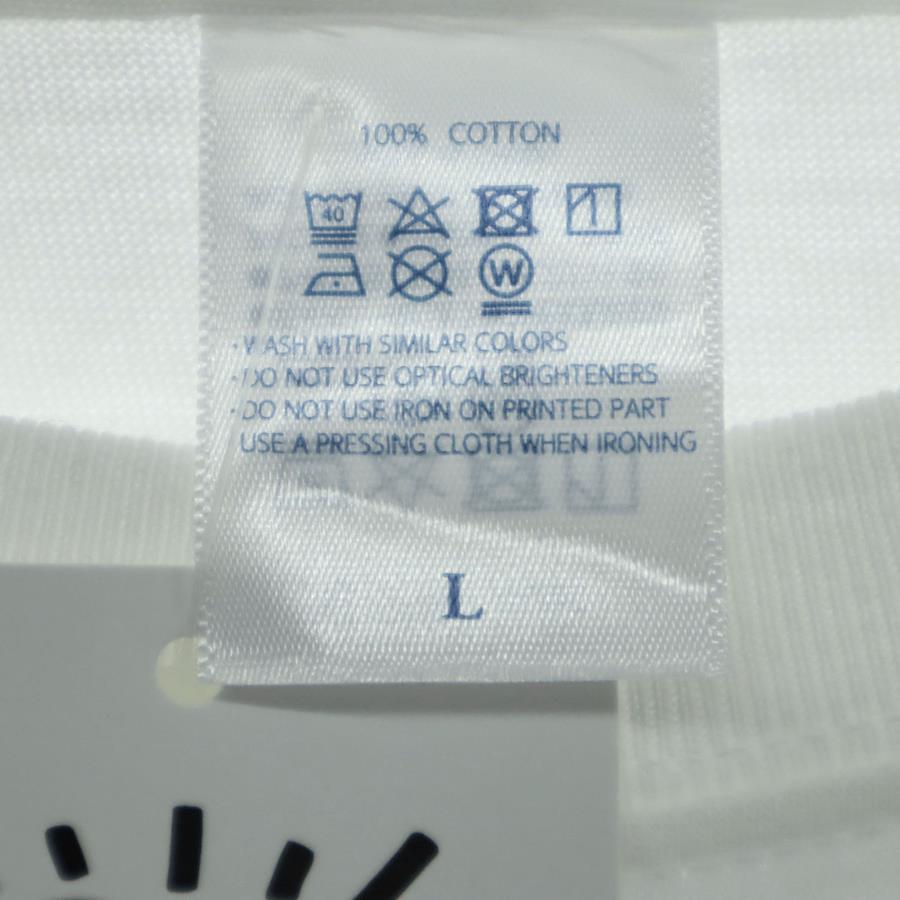 100% COTTON
40
W
·WASH WITH SIMILAR COLORS
·DO NOT USE OPTICAL BRIGHTENERS
·DO NOT USE IRON ON PRINTED PART
USE A PRESSING CLOTH WHEN IRONING
L